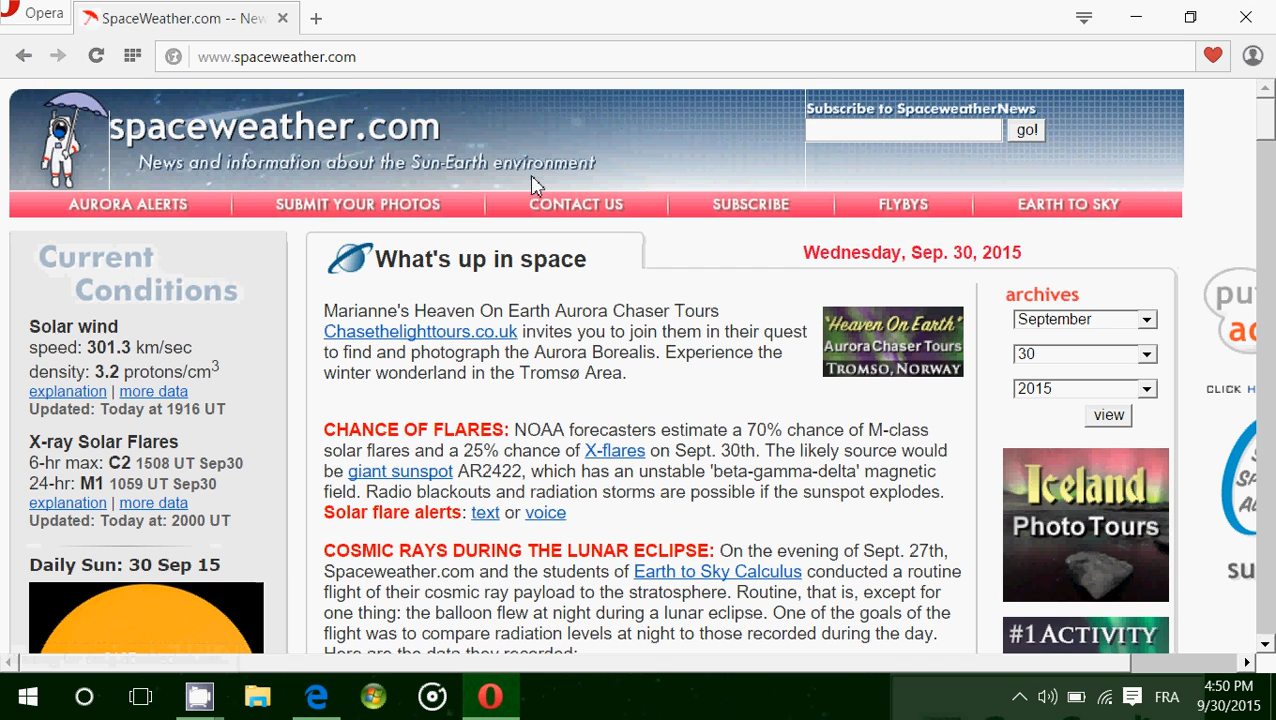 Opera
SpaceWeather.com -- New
www.spaceweather.com
spaceweather.com
News and information about the Sun-Earth environment
Subscribe to SpaceweatherNews
go!
AURORA ALERTS
SUBMIT YOUR PHOTOS
CONTACT US
SUBSCRIBE
FLYBYS
EARTH TO SKY
Current
Conditions
Solar wind
speed: 301.3 km/sec
density: 3.2 protons/cm3
explanation | more data
Updated: Today at 1916 UT
X-ray Solar Flares
6-hr max: C2 1508 UT Sep30
24-hr: M1 1059 UT Sep30
explanation | more data
Updated: Today at: 2000 UT
Daily Sun: 30 Sep 15
What's up in space
Wednesday, Sep. 30, 2015
Marianne's Heaven On Earth Aurora Chaser Tours
Chasethelighttours.co.uk invites you to join them in their quest
to find and photograph the Aurora Borealis. Experience the
winter wonderland in the Tromsø Area.
"Heaven On Earth"
Aurora Chaser Tours
TROMSO, NORWAY
CHANCE OF FLARES: NOAA forecasters estimate a 70% chance of M-class
solar flares and a 25% chance of X-flares on Sept. 30th. The likely source would
be giant sunspot AR2422, which has an unstable 'beta-gamma-delta' magnetic
field. Radio blackouts and radiation storms are possible if the sunspot explodes.
Solar flare alerts: text or voice
COSMIC RAYS DURING THE LUNAR ECLIPSE: On the evening of Sept. 27th,
Spaceweather.com and the students of Earth to Sky Calculus conducted a routine
flight of their cosmic ray payload to the stratosphere. Routine, that is, except for
one thing: the balloon flew at night during a lunar eclipse. One of the goals of the
flight was to compare radiation levels at night to those recorded during the day.
Here are the data they recorded:
archives
September
30
2015
view
Iceland
Photo Tours
#1 ACTIVITY
CLICK H
FRA
4:50 PM
9/30/2015